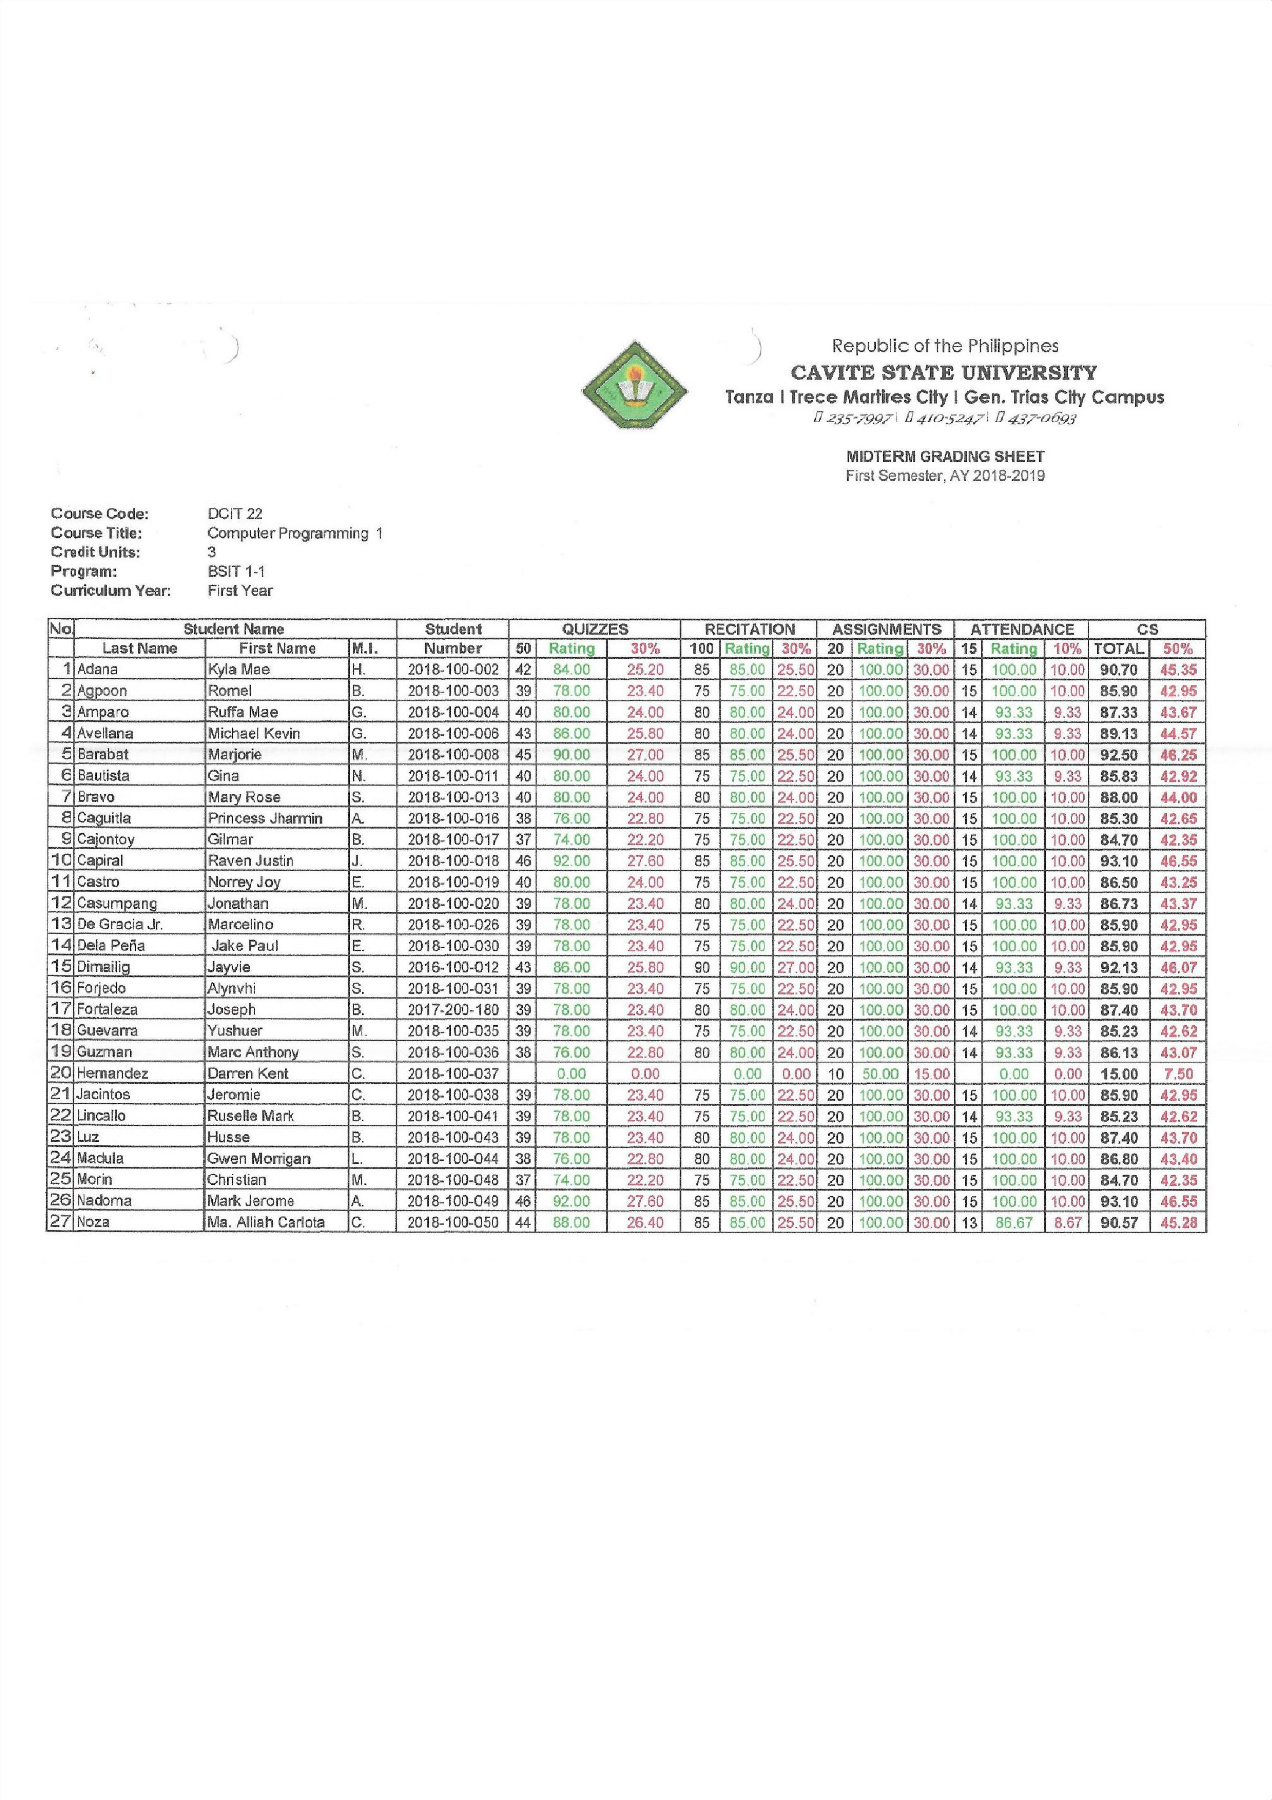 Republic of the Philippines
CAVITE STATE UNIVERSITY
Tanza | Trece Martires City | Gen. Trias City Campus
235-7997| 410-5247| 437-0693
MIDTERM GRADING SHEET
First Semester, AY 2018-2019
Course Code: DCIT 22
Course Title: Computer Programming 1
Credit Units: 3
Program: BSIT 1-1
Curriculum Year: First Year
No Student Name Student QUIZZES RECITATION ASSIGNMENTS ATTENDANCE CS
Last Name First Name M.I. Number 50 Rating 30% 100 Rating 30% 20 Rating 30% 15 Rating 10% TOTAL 50%
1 Adana Kyla Mae H. 2018-100-002 42 84.00 25.20 85 85.00 25.50 20 100.00 30.00 15 100.00 10.00 90.70 45.35
2 Agpoon Romel B. 2018-100-003 39 78.00 23.40 75 75.00 22.50 20 100.00 30.00 15 100.00 10.00 85.90 42.95
3 Amparo Ruffa Mae G. 2018-100-004 40 80.00 24.00 80 80.00 24.00 20 100.00 30.00 14 93.33 9.33 87.33 43.67
4 Avellana Michael Kevin G. 2018-100-006 43 86.00 25.80 80 80.00 24.00 20 100.00 30.00 14 93.33 9.33 89.13 44.57
5 Barabat Marjorie M. 2018-100-008 45 90.00 27.00 85 85.00 25.50 20 100.00 30.00 15 100.00 10.00 92.50 46.25
6 Bautista Gina N. 2018-100-011 40 80.00 24.00 75 75.00 22.50 20 100.00 30.00 14 93.33 9.33 85.83 42.92
7 Bravo Mary Rose S. 2018-100-013 40 80.00 24.00 80 80.00 24.00 20 100.00 30.00 15 100.00 10.00 88.00 44.00
8 Caguitla Princess Jharmin A. 2018-100-016 38 76.00 22.80 75 75.00 22.50 20 100.00 30.00 15 100.00 10.00 85.30 42.65
9 Cajontoy Gilmar B. 2018-100-017 37 74.00 22.20 75 75.00 22.50 20 100.00 30.00 15 100.00 10.00 84.70 42.35
10 Capiral Raven Justin J. 2018-100-018 46 92.00 27.60 85 85.00 25.50 20 100.00 30.00 15 100.00 10.00 93.10 46.55
11 Castro Norrey Joy E. 2018-100-019 40 80.00 24.00 75 75.00 22.50 20 100.00 30.00 15 100.00 10.00 86.50 43.25
12 Casumpang Jonathan M. 2018-100-020 39 78.00 23.40 80 80.00 24.00 20 100.00 30.00 14 93.33 9.33 86.73 43.37
13 De Gracia Jr. Marcelino R. 2018-100-026 39 78.00 23.40 75 75.00 22.50 20 100.00 30.00 15 100.00 10.00 85.90 42.95
14 Dela Peña Jake Paul E. 2018-100-030 39 78.00 23.40 75 75.00 22.50 20 100.00 30.00 15 100.00 10.00 85.90 42.95
15 Dimailig Jayvie S. 2016-100-012 43 86.00 25.80 90 90.00 27.00 20 100.00 30.00 14 93.33 9.33 92.13 46.07
16 Forjedo Alynvhi S. 2018-100-031 39 78.00 23.40 75 75.00 22.50 20 100.00 30.00 15 100.00 10.00 85.90 42.95
17 Fortaleza Joseph B. 2017-200-180 39 78.00 23.40 80 80.00 24.00 20 100.00 30.00 15 100.00 10.00 87.40 43.70
18 Guevarra Yushuer M. 2018-100-035 39 78.00 23.40 75 75.00 22.50 20 100.00 30.00 14 93.33 9.33 85.23 42.62
19 Guzman Marc Anthony S. 2018-100-036 38 76.00 22.80 80 80.00 24.00 20 100.00 30.00 14 93.33 9.33 86.13 43.07
20 Hernandez Darren Kent C. 2018-100-037 0.00 0.00 0.00 0.00 10 50.00 15.00 0.00 0.00 15.00 7.50
21 Jacintos Jeromie C. 2018-100-038 39 78.00 23.40 75 75.00 22.50 20 100.00 30.00 15 100.00 10.00 85.90 42.95
22 Lincallo Ruselle Mark B. 2018-100-041 39 78.00 23.40 75 75.00 22.50 20 100.00 30.00 14 93.33 9.33 85.23 42.62
23 Luz Husse B. 2018-100-043 39 78.00 23.40 80 80.00 24.00 20 100.00 30.00 15 100.00 10.00 87.40 43.70
24 Madula Gwen Morrigan L. 2018-100-044 38 76.00 22.80 80 80.00 24.00 20 100.00 30.00 15 100.00 10.00 86.80 43.40
25 Morin Christian M. 2018-100-048 37 74.00 22.20 75 75.00 22.50 20 100.00 30.00 15 100.00 10.00 84.70 42.35
26 Nadoma Mark Jerome A. 2018-100-049 46 92.00 27.60 85 85.00 25.50 20 100.00 30.00 15 100.00 10.00 93.10 46.55
27 Noza Ma. Alliah Carlota C. 2018-100-050 44 88.00 26.40 85 85.00 25.50 20 100.00 30.00 13 86.67 8.67 90.57 45.28